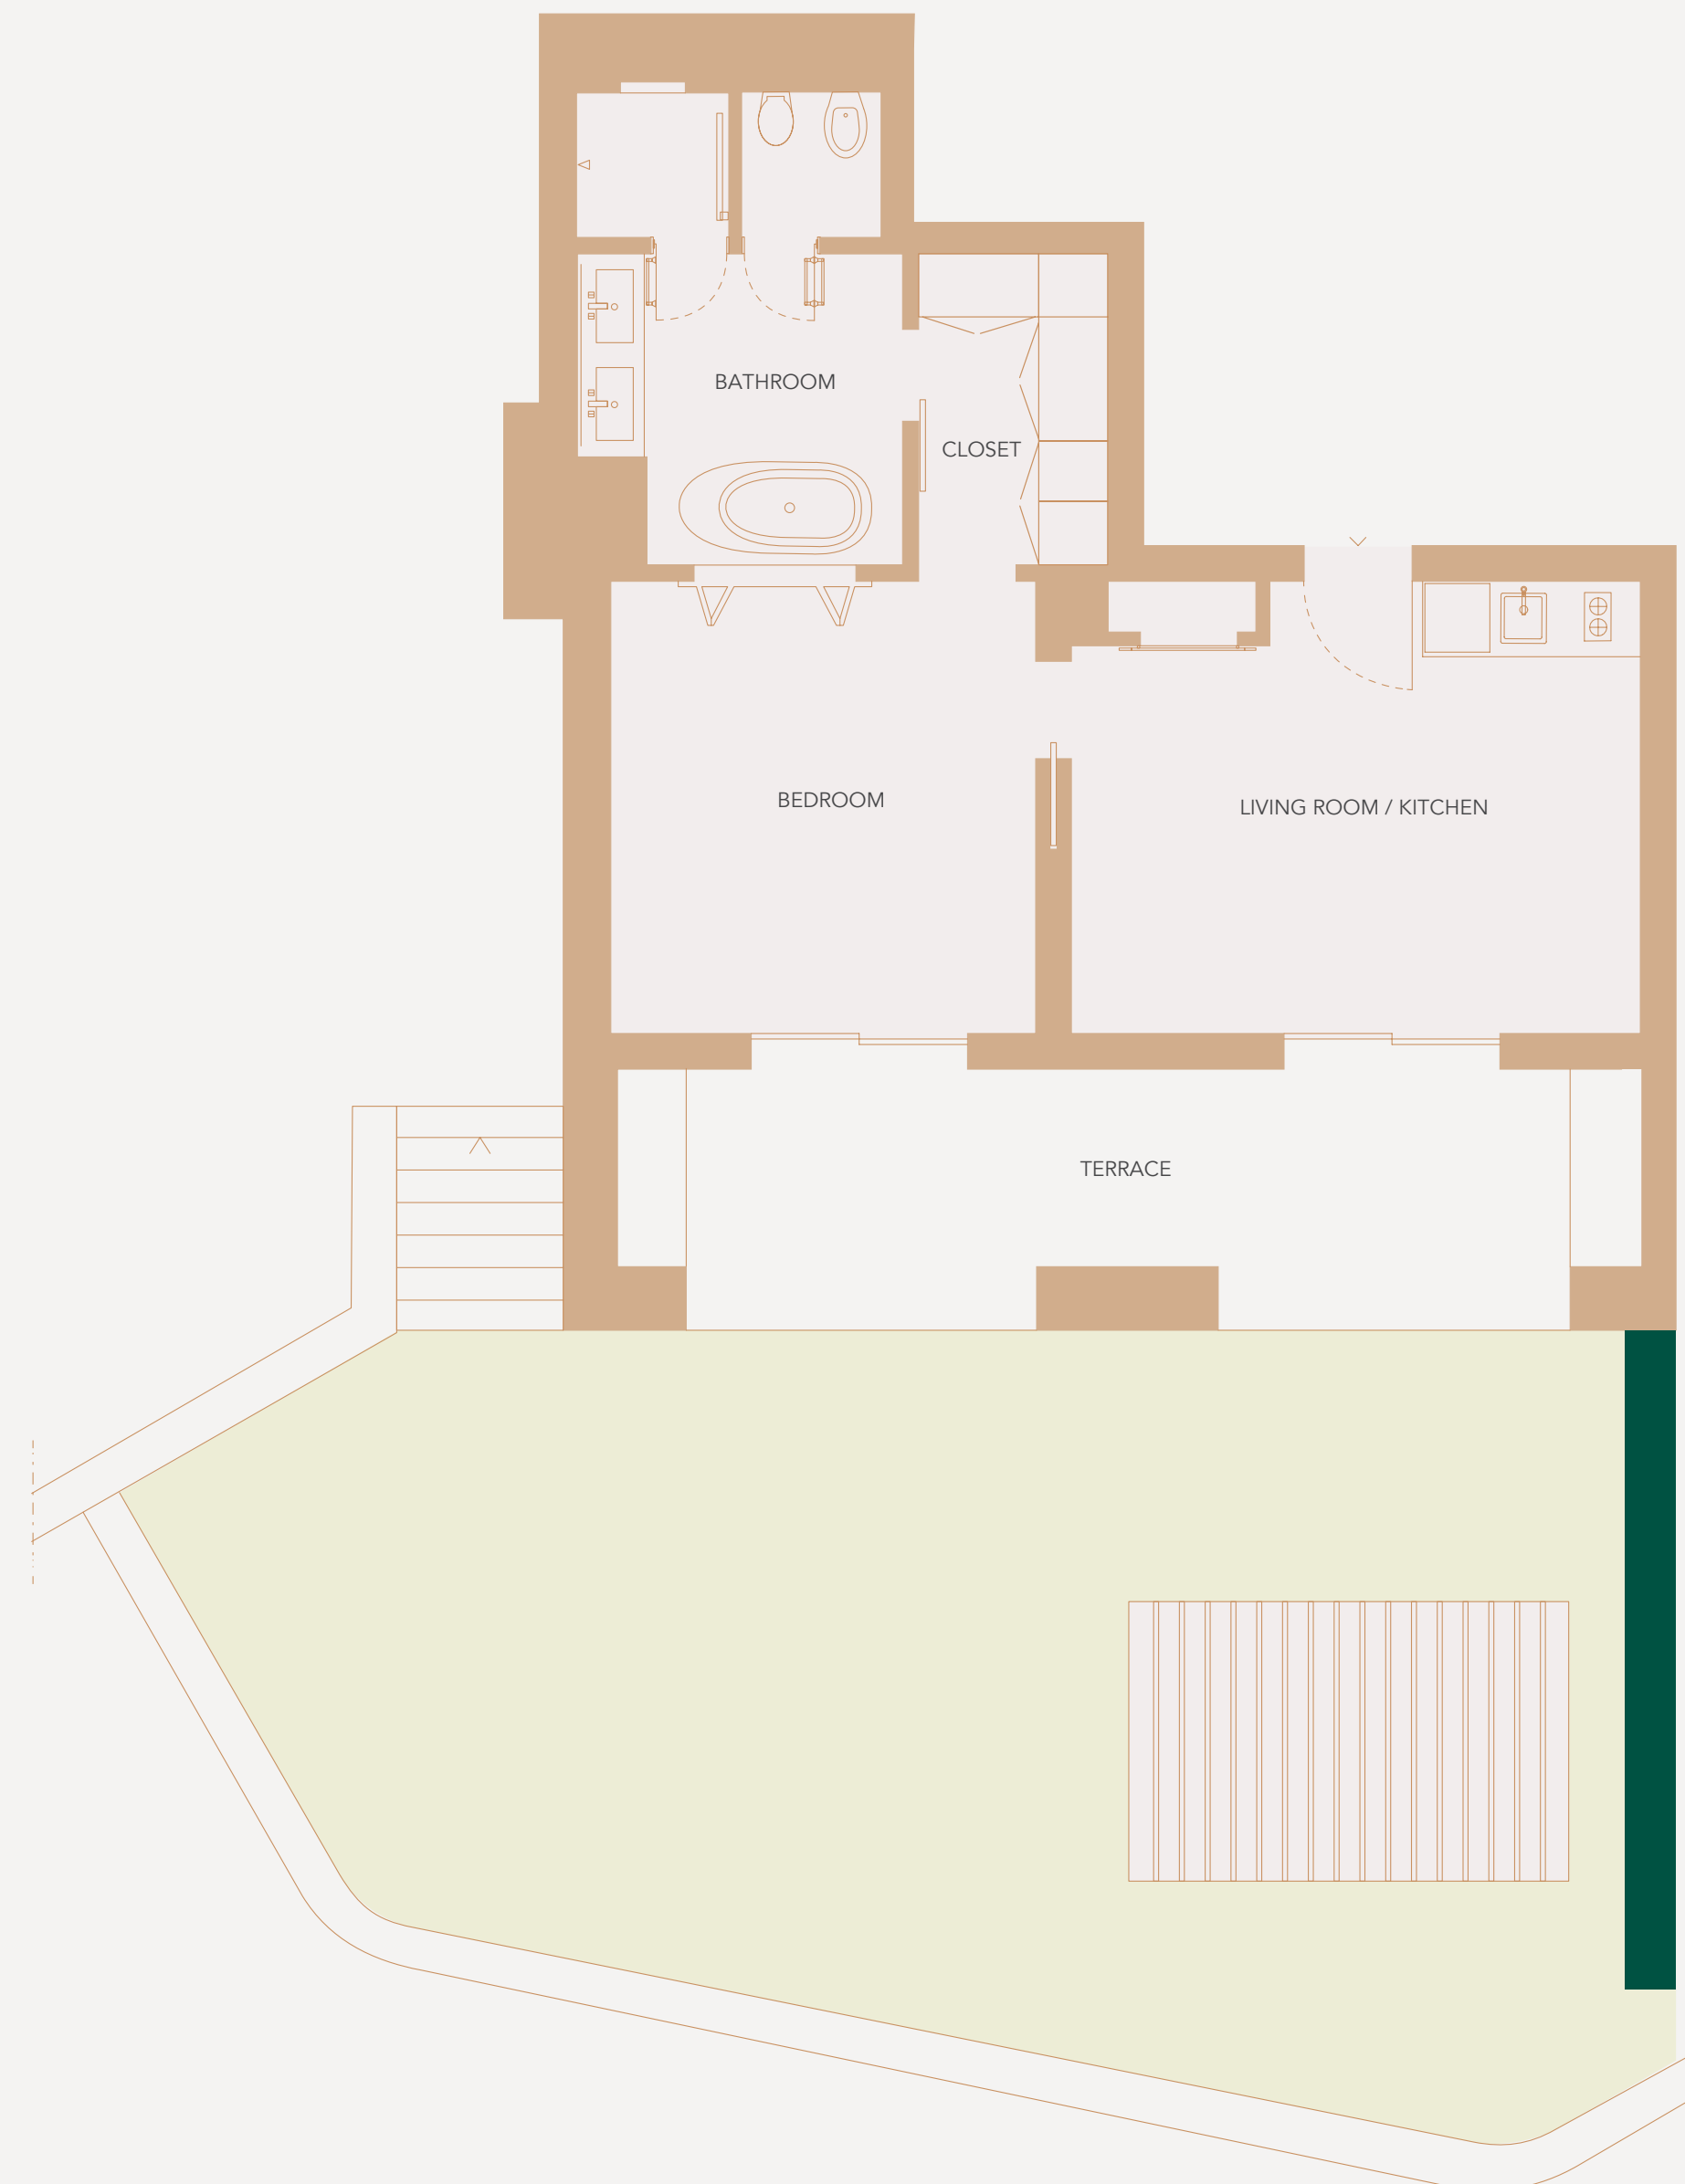 BATHROOM
CLOSET
BEDROOM
LIVING ROOM / KITCHEN
TERRACE